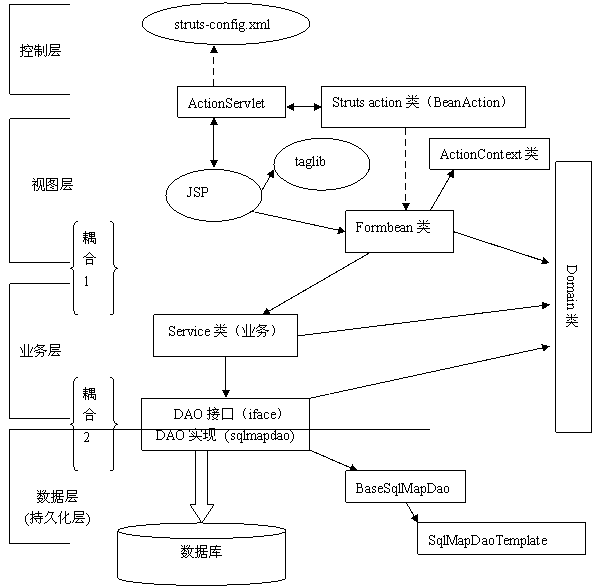 struts-config.xml
控制层
ActionServlet
Struts action 类（BeanAction）
ActionContext 类
taglib
视图层
JSP
Formbean 类
耦
合
1
Domain 类
Service 类（业务）
业务层
耦
合
2
DAO 接口（iface）
DAO 实现（sqlmapdao）
BaseSqlMapDao
数据层
(持久化层)
SqlMapDaoTemplate
数据库